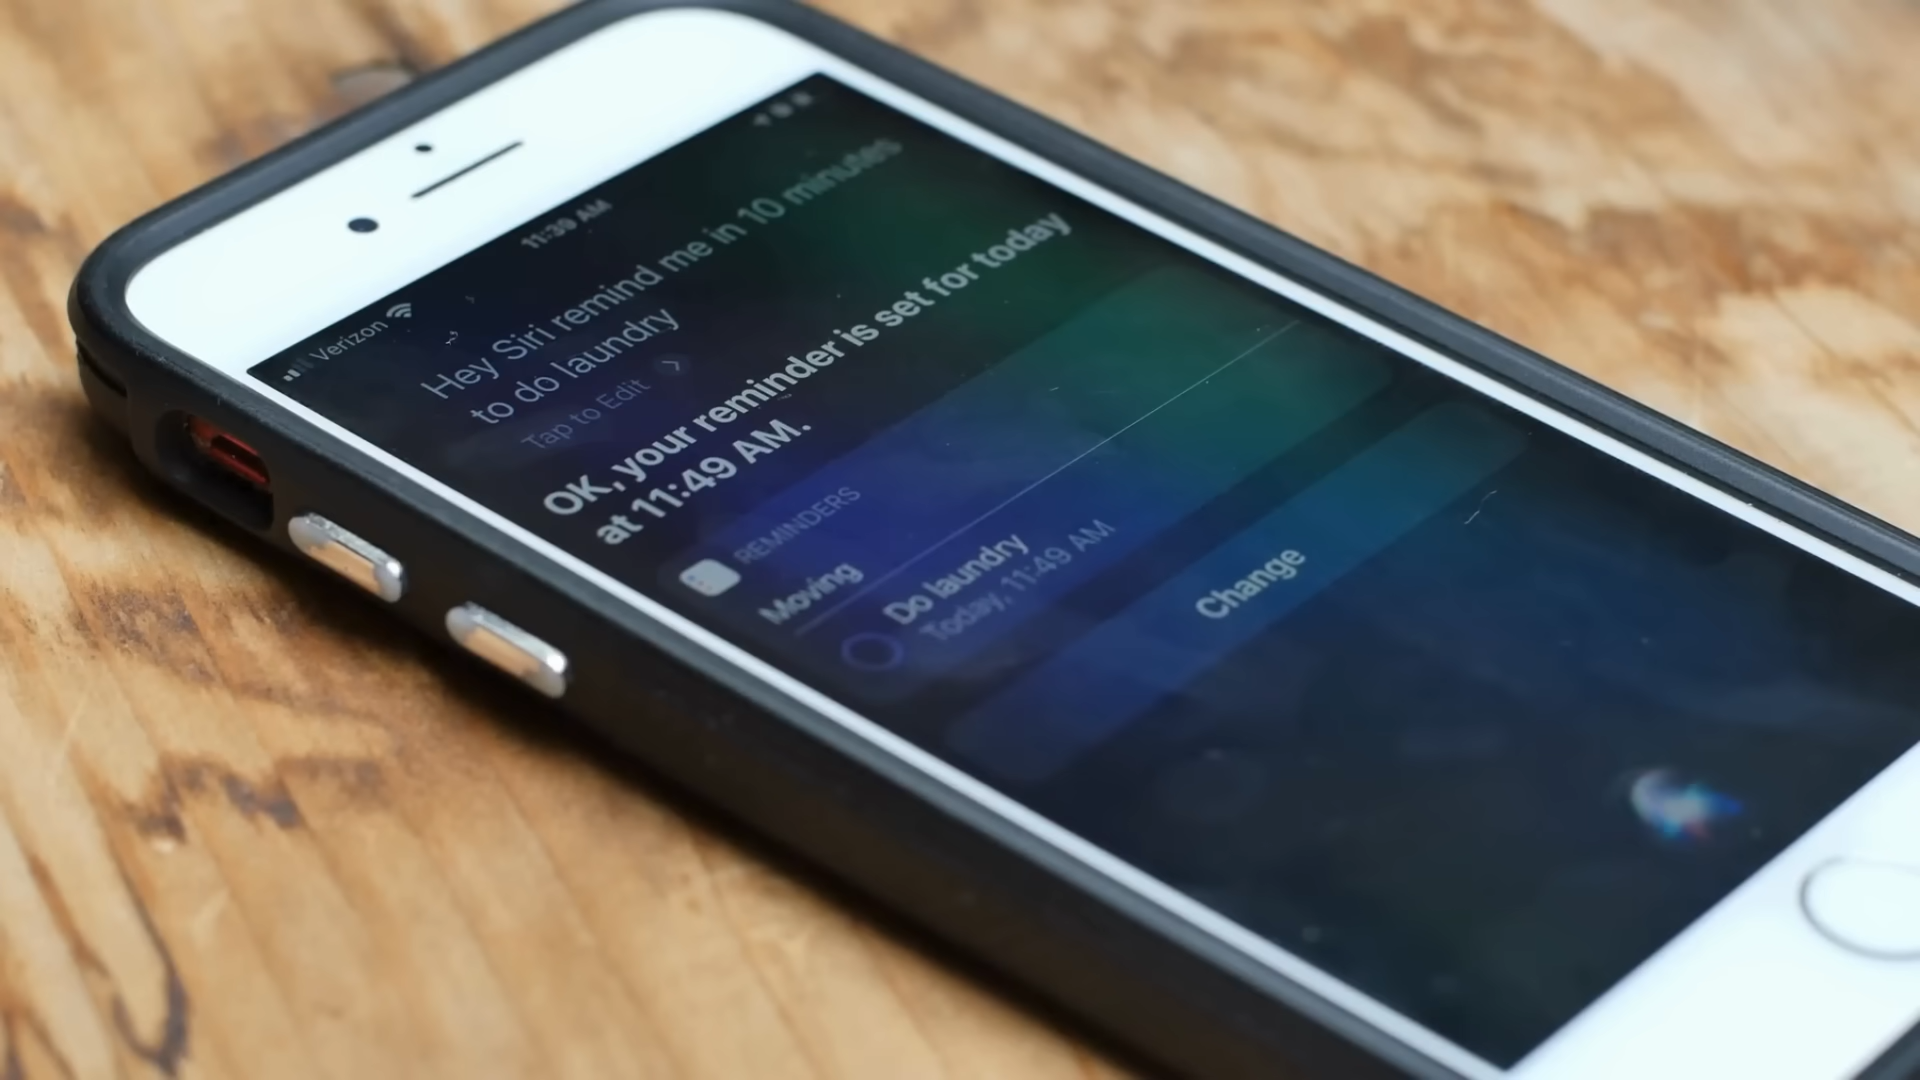 Verizon
11:39 AM
Hey Siri remind me in 10 minutes
to do laundry
Tap to Edit
OK, your reminder is set for today
at 11:49 AM.
REMINDERS
Moving
Do laundry
Today, 11:49 AM
Change